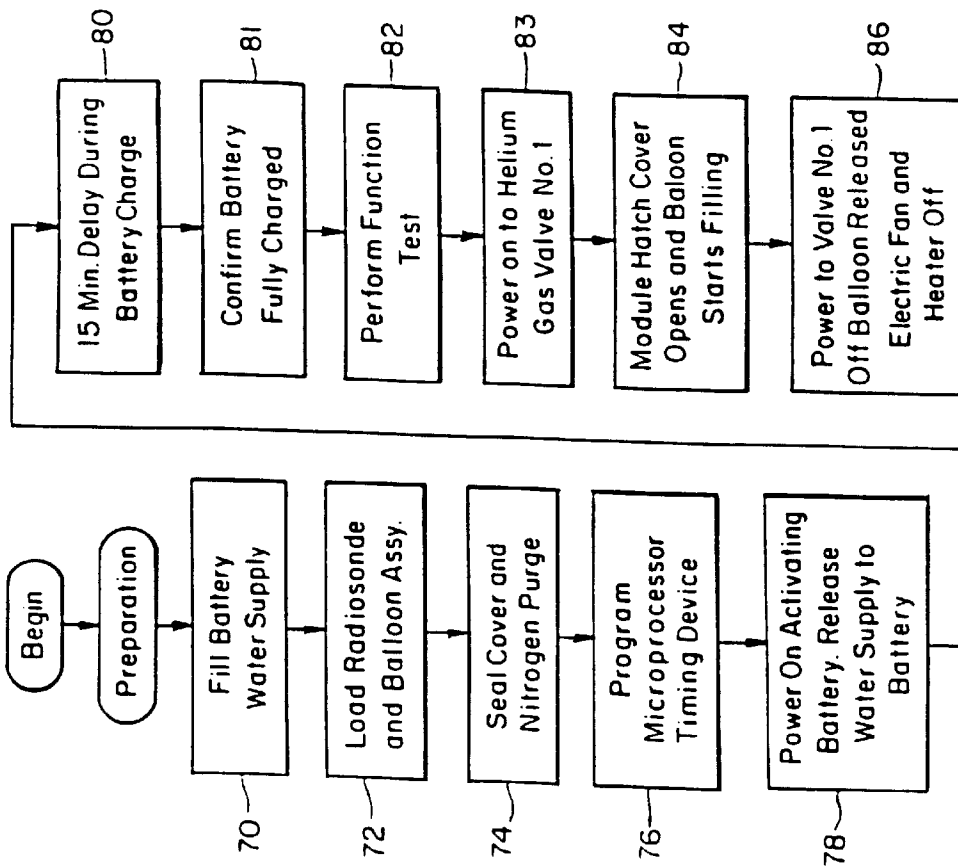 Begin
Preparation
Fill Battery
Water Supply
70
Load Radiosonde
and Balloon Assy.
72
Seal Cover and
Nitrogen Purge
74
Program
Microprocessor
Timing Device
76
Power On Activating
Battery. Release
Water Supply to
Battery
78
15 Min. Delay During
Battery Charge
80
Confirm Battery
Fully Charged
81
Perform Function
Test
82
Power on to Helium
Gas Valve No.1
83
Module Hatch Cover
Opens and Baloon
Starts Filling
84
Power to Valve No.1
Off Balloon Released
Electric Fan and
Heater Off
86